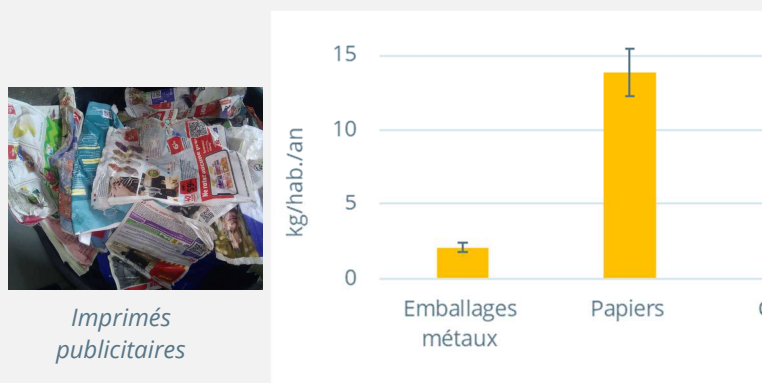 Imprimés
publicitaires
kg/hab./an
15
10
5
0
Emballages
métaux
Papiers